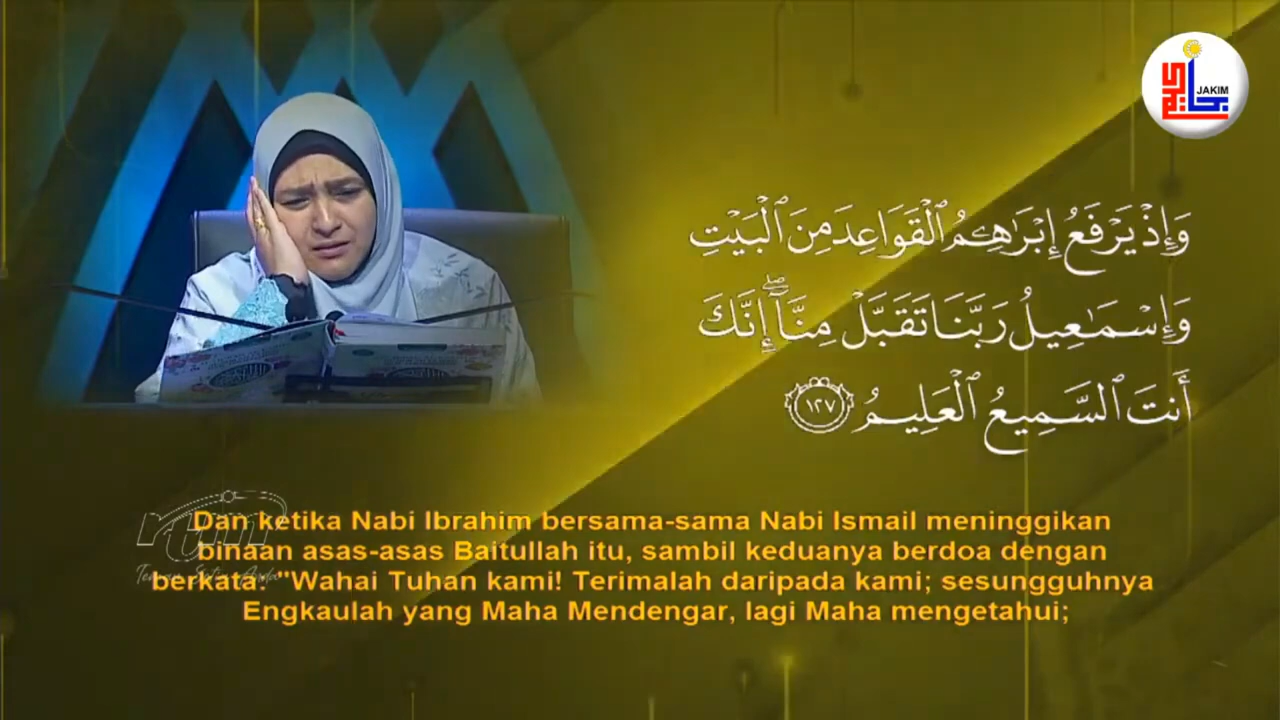 JAKIM
وَإِذْ يَرْفَعُ إِبْرَٰهِـۧمُ ٱلْقَوَاعِدَ مِنَ ٱلْبَيْتِ
وَإِسْمَـٰعِيلُ رَبَّنَا تَقَبَّلْ مِنَّآ ۖ إِنَّكَ
أَنتَ ٱلسَّمِيعُ ٱلْعَلِيمُ ١٢٧
rtm
Dan ketika Nabi Ibrahim bersama-sama Nabi Ismail meninggikan
binaan asas-asas Baitullah itu, sambil keduanya berdoa dengan
berkata: "Wahai Tuhan kami! Terimalah daripada kami; sesungguhnya
Engkaulah yang Maha Mendengar, lagi Maha mengetahui;